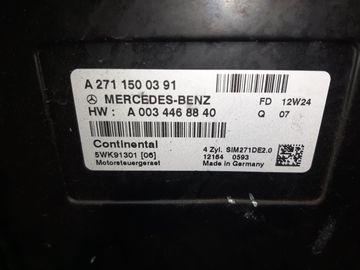 A 271 150 03 91
MERCEDES-BENZ FD 12W24
HW : A 003 446 88 40 Q 07
Continental 4 Zyl. SIM271DE2.0
5WK91301 [06] 12164 0593
Motorsteuergeraet Made in Germany